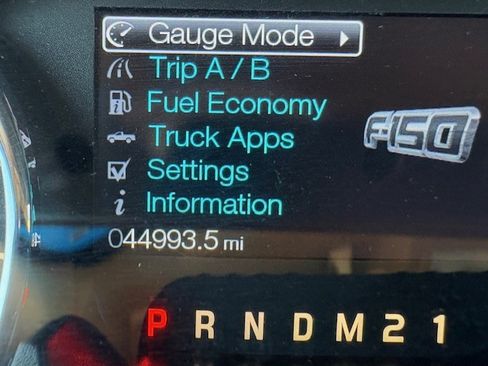 Gauge Mode
Trip A / B
Fuel Economy
F-150
Truck Apps
Settings
Information
044993.5 mi
P R N D M 2 1